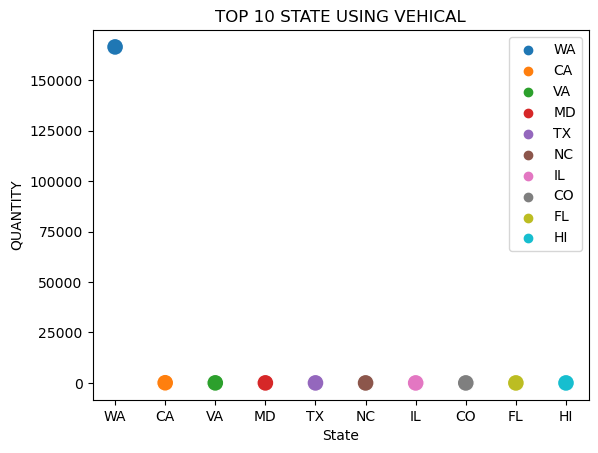 TOP 10 STATE USING VEHICAL
QUANTITY
150000
125000
100000
75000
50000
25000
0
WA
CA
VA
MD
TX
NC
IL
CO
FL
HI
WA CA VA MD TX NC IL CO FL HI
State